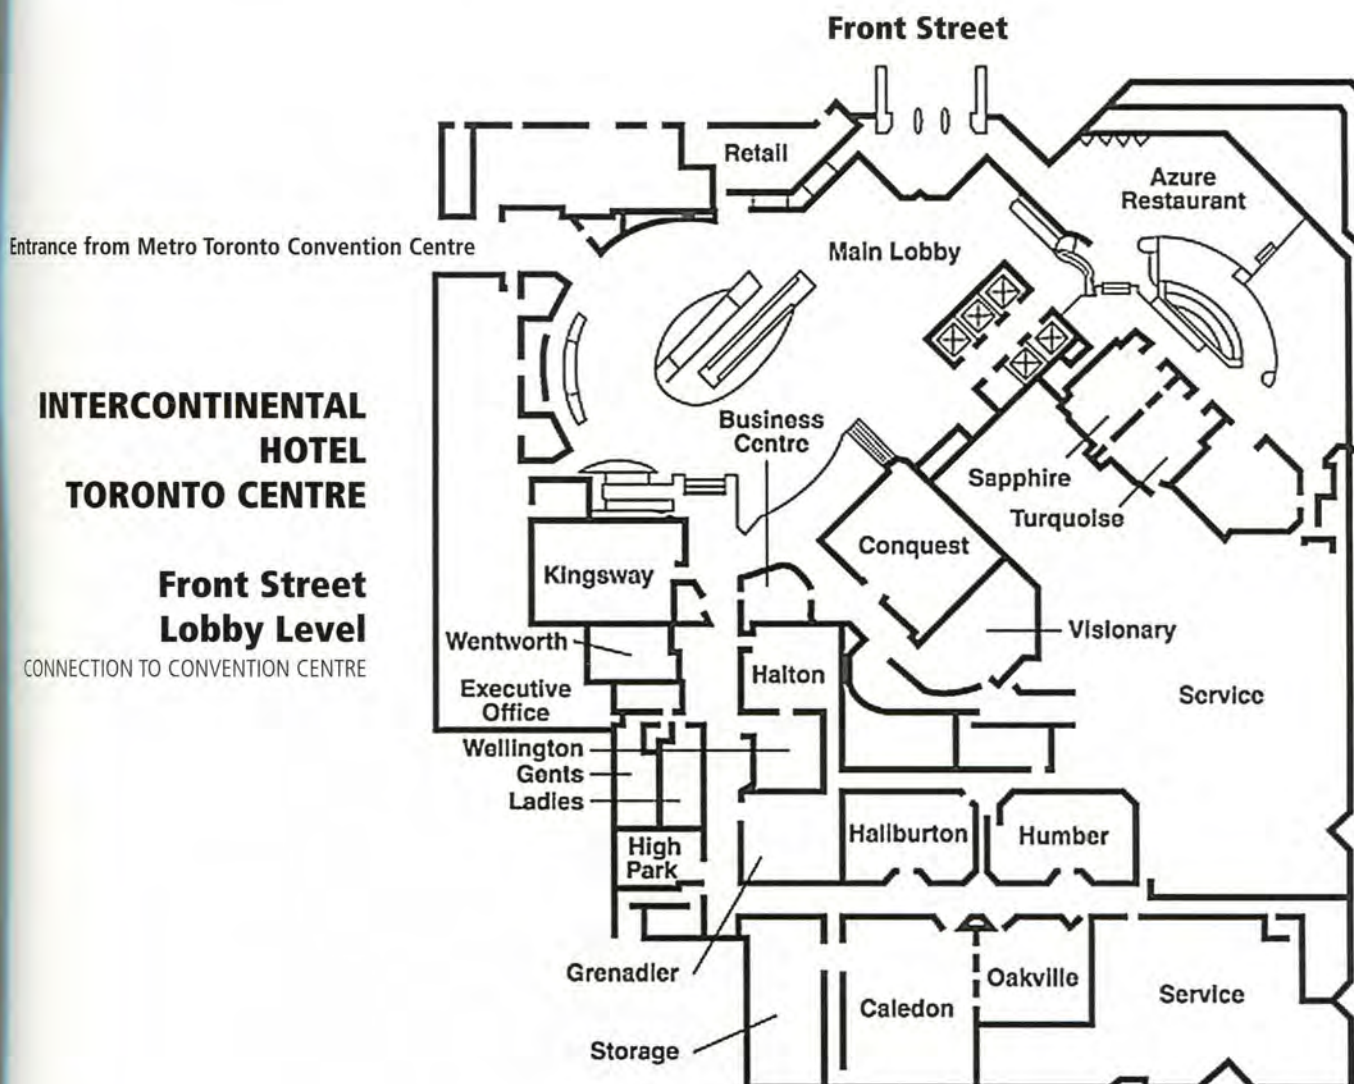 Front Street
Retail
Azure
Restaurant
Entrance from Metro Toronto Convention Centre
Main Lobby
INTERCONTINENTAL
HOTEL
TORONTO CENTRE
Business
Centre
Sapphire
Turquoise
Front Street
Lobby Level
CONNECTION TO CONVENTION CENTRE
Conquest
Kingsway
Visionary
Wentworth
Halton
Executive
Office
Service
Wellington
Gents
Ladies
High
Park
Haliburton
Humber
Grenadier
Oakville
Service
Caledon
Storage